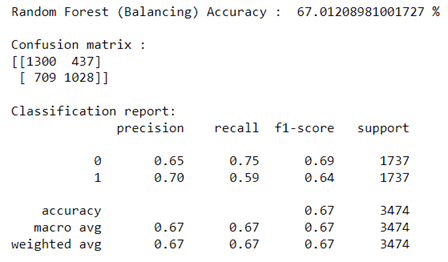 Random Forest (Balancing) Accuracy :  67.01208981001727 %
Confusion matrix :
[[1300  437]
 [ 709 1028]]
Classification report:
              precision    recall  f1-score   support
           0       0.65      0.75      0.69      1737
           1       0.70      0.59      0.64      1737
    accuracy                           0.67      3474
   macro avg       0.67      0.67      0.67      3474
weighted avg       0.67      0.67      0.67      3474